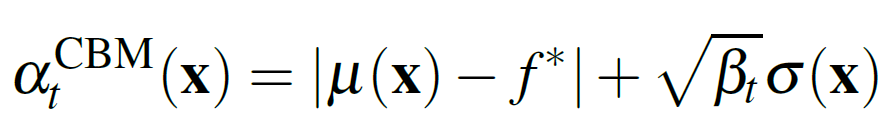 α_t^CBM(x) = |μ(x) − f*| + √β_t σ(x)